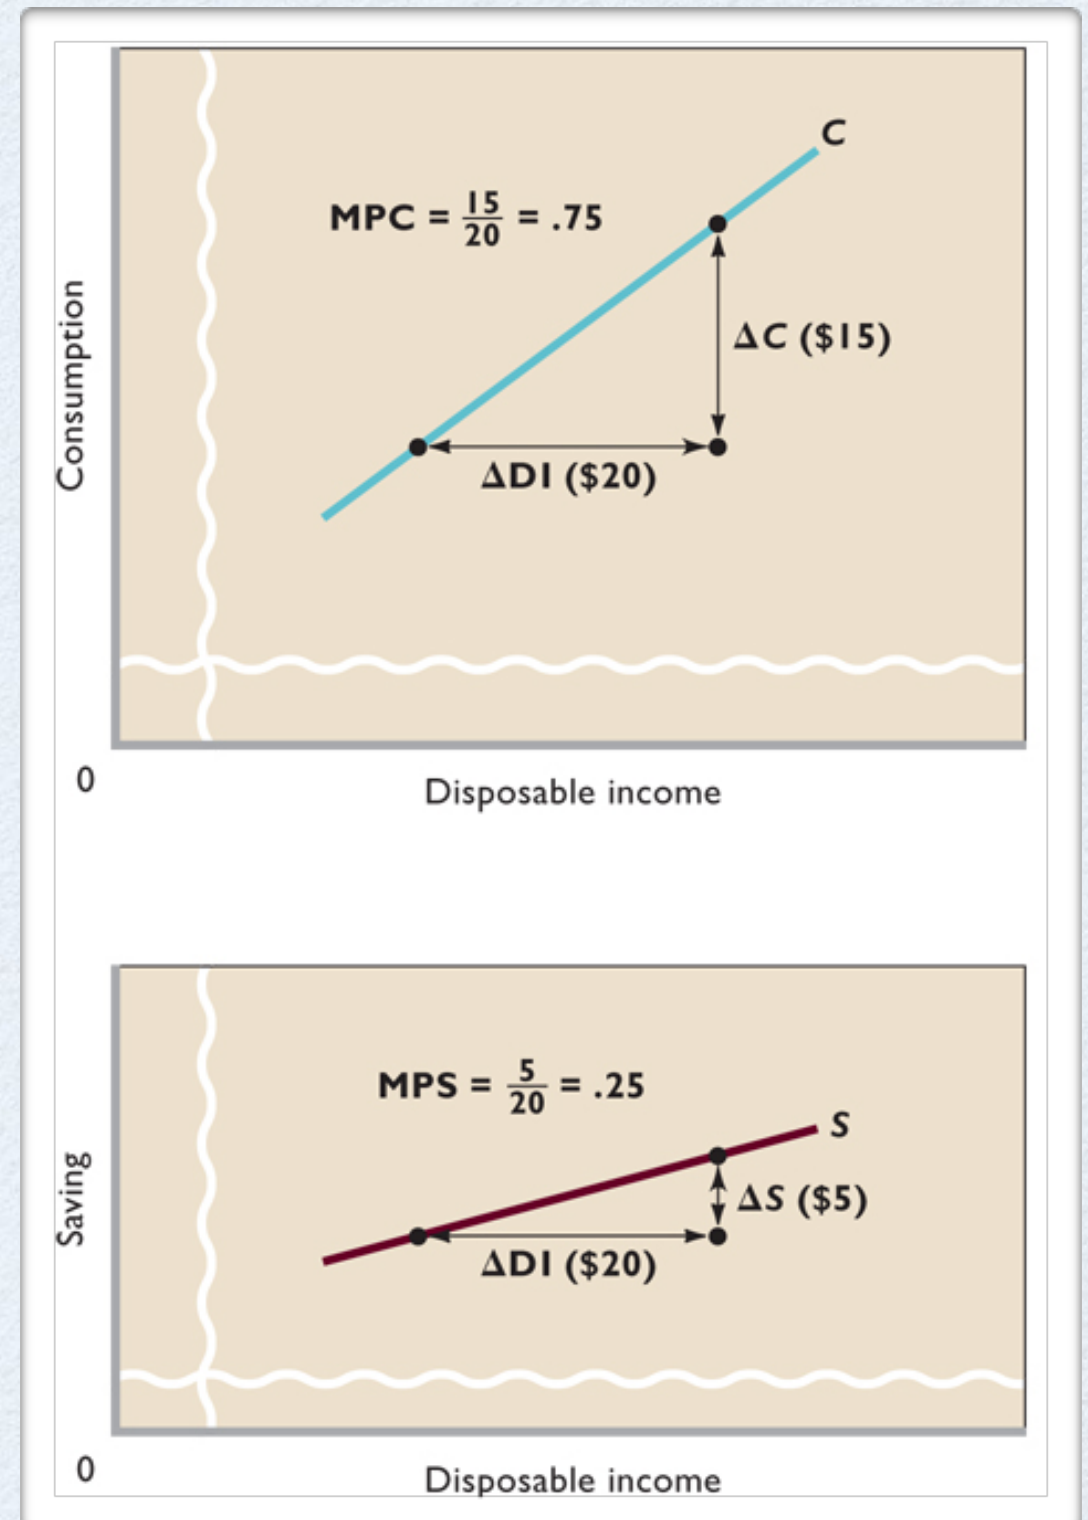 C
MPC = 15/20 = .75
ΔC ($15)
ΔDI ($20)
Consumption
0
Disposable income
MPS = 5/20 = .25
S
ΔS ($5)
ΔDI ($20)
Saving
0
Disposable income